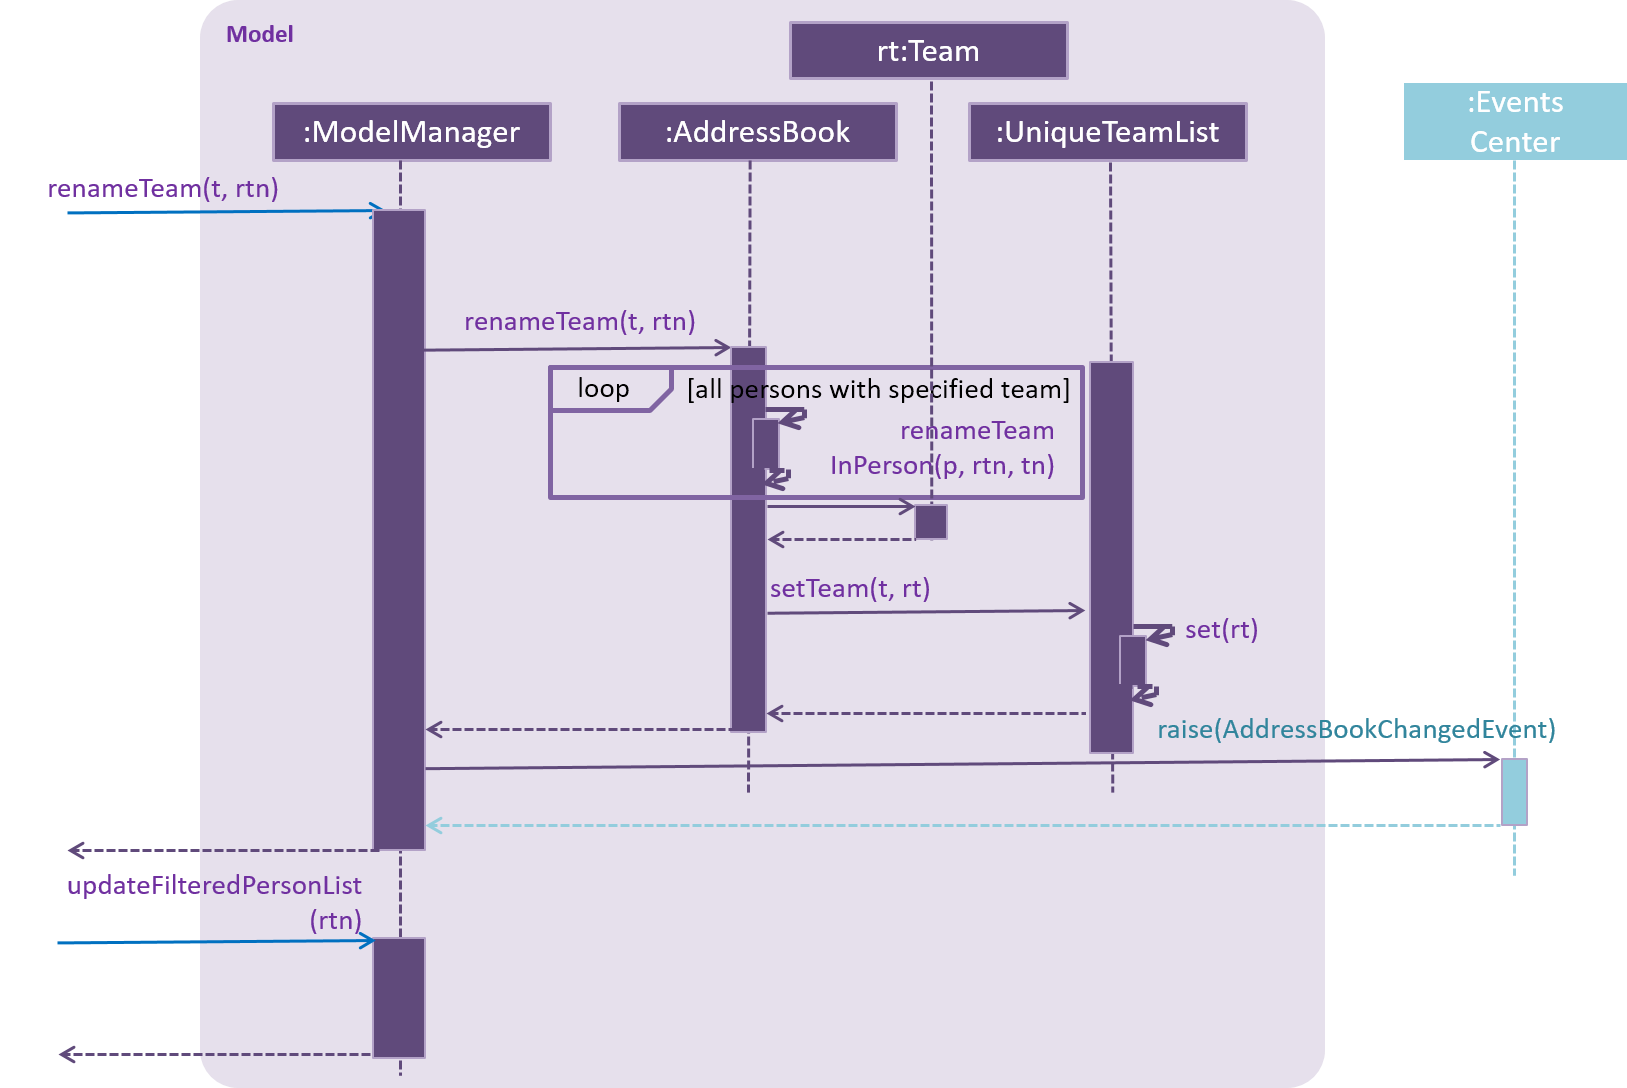 Model
rt:Team
:ModelManager
:AddressBook
:UniqueTeamList
:Events
Center
renameTeam(t, rtn)
renameTeam(t, rtn)
loop
[all persons with specified team]
renameTeam
InPerson(p, rtn, tn)
setTeam(t, rt)
set(rt)
raise(AddressBookChangedEvent)
updateFilteredPersonList
(rtn)